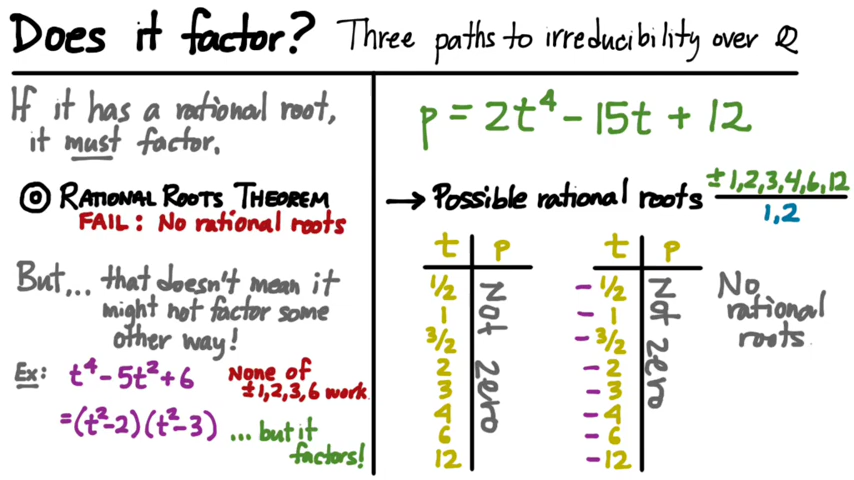 Does it factor? Three paths to irreducibility over Q
If it has a rational root,
it must factor.
⊙ RATIONAL ROOTS THEOREM
FAIL: No rational roots
But... that doesn't mean it
might not factor some
other way!
Ex: t⁴ - 5t² + 6
None of
±1,2,3,6 work
= (t²-2)(t²-3)
...but it
factors!
p = 2t⁴ - 15t + 12
→ Possible rational roots ±1,2,3,4,6,12
1,2
t p
1/2
1
3/2
2
3
4
6
12
Not zero
t p
- 1/2
- 1
- 3/2
- 2
- 3
- 4
- 6
- 12
Not zero
No
rational
roots